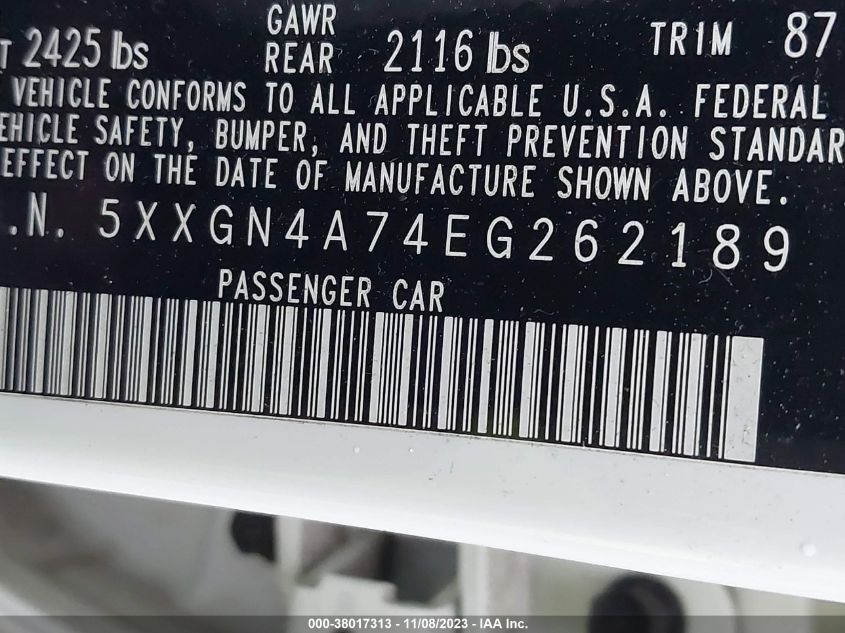 T 2425 lbs GAWR REAR 2116 lbs TRIM 87
VEHICLE CONFORMS TO ALL APPLICABLE U.S.A. FEDERAL
EHICLE SAFETY, BUMPER, AND THEFT PREVENTION STANDAR
EFFECT ON THE DATE OF MANUFACTURE SHOWN ABOVE.
.N. 5XXGN4A74EG262189
PASSENGER CAR
000-38017313 - 11/08/2023 - IAA Inc.